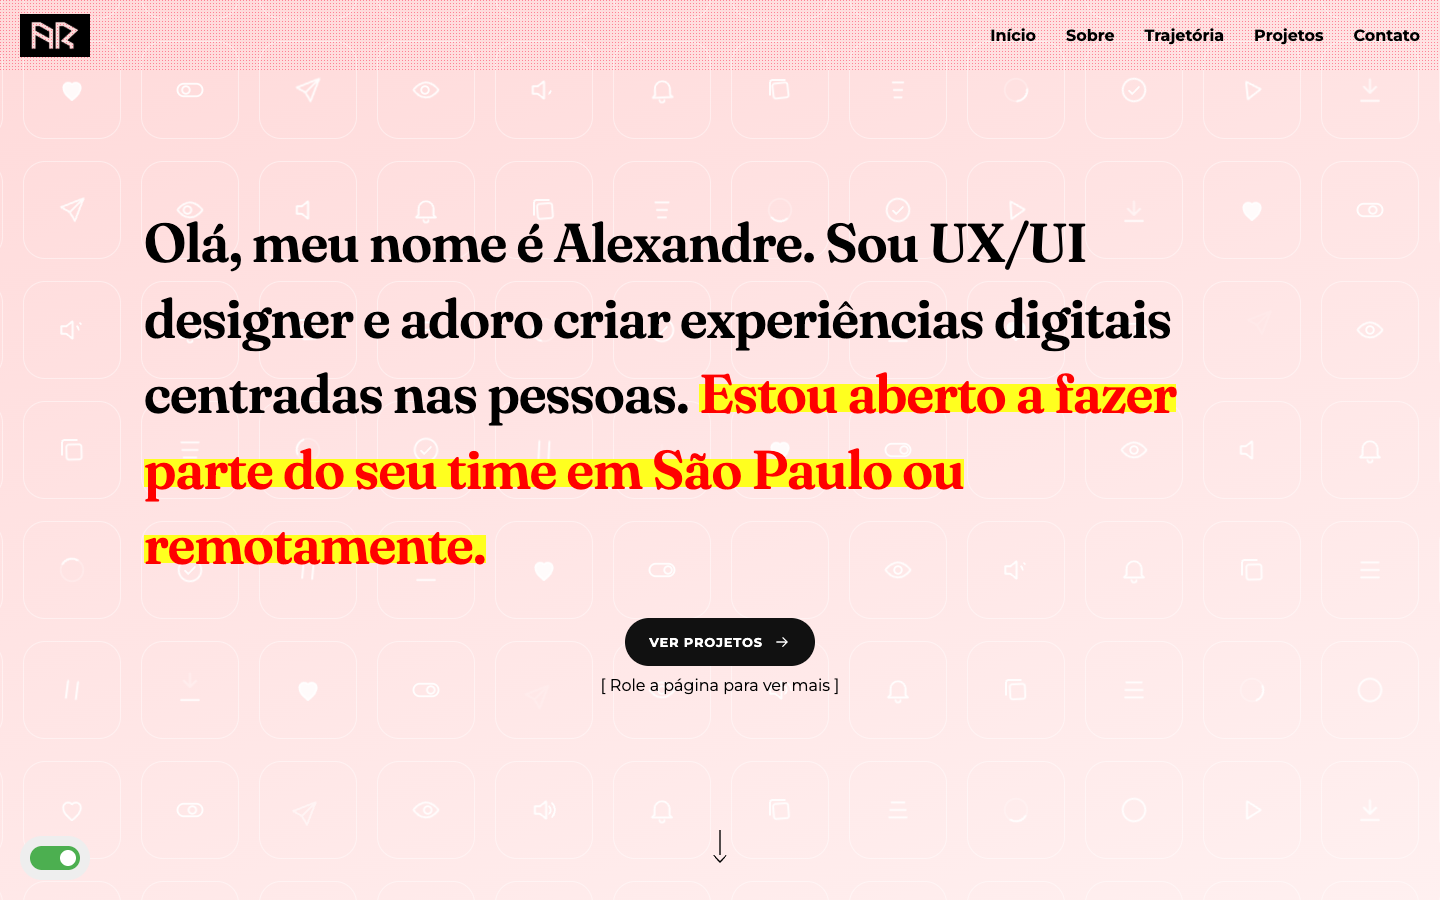 AR
Início
Sobre
Trajetória
Projetos
Contato
Olá, meu nome é Alexandre. Sou UX/UI
designer e adoro criar experiências digitais
centradas nas pessoas. Estou aberto a fazer
parte do seu time em São Paulo ou
remotamente.
VER PROJETOS
[ Role a página para ver mais ]